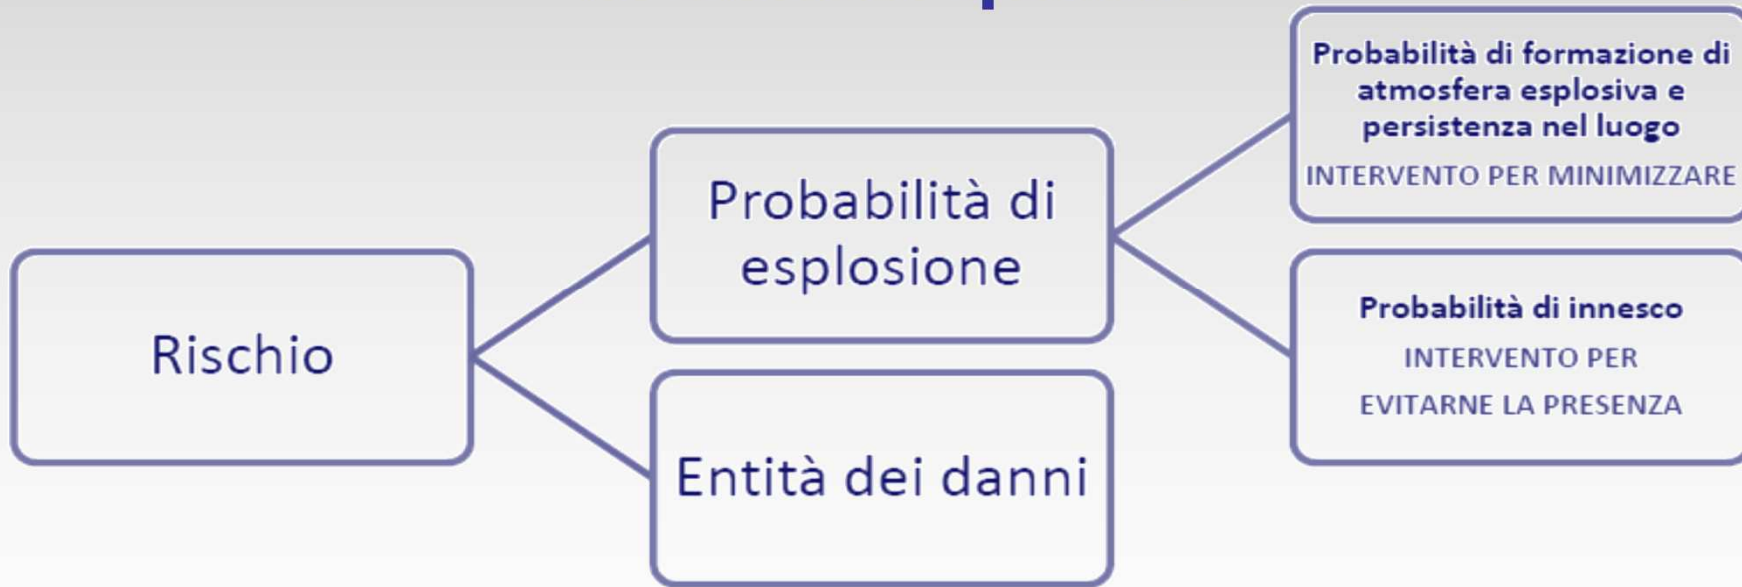 Rischio
Probabilità di
esplosione
Entità dei danni
Probabilità di formazione di
atmosfera esplosiva e
persistenza nel luogo
INTERVENTO PER MINIMIZZARE
Probabilità di innesco
INTERVENTO PER
EVITARNE LA PRESENZA